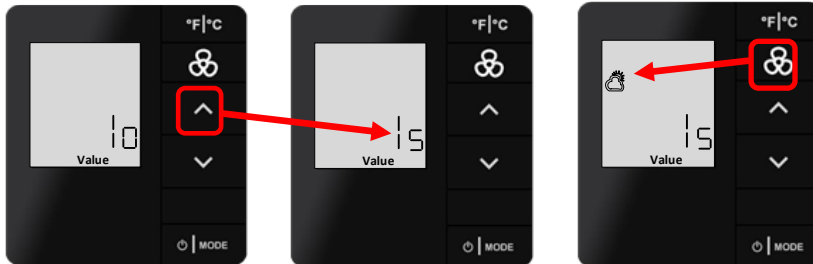 °F|°C
10
Value
⏻ | MODE
°F|°C
15
Value
⏻ | MODE
°F|°C
15
Value
⏻ | MODE